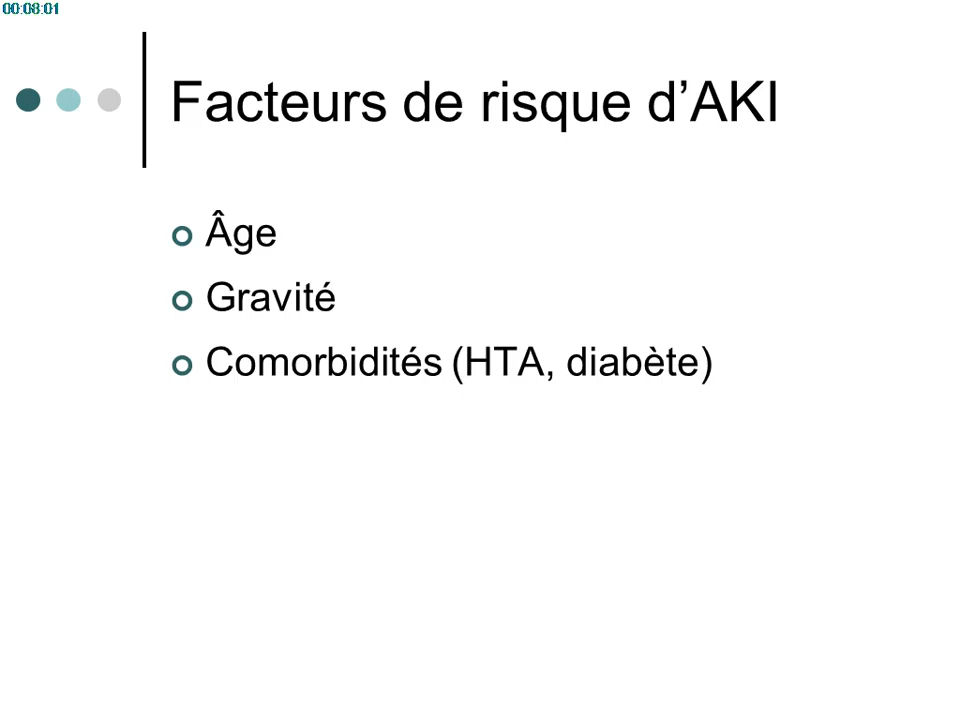 00:08:01
Facteurs de risque d’AKI
Âge
Gravité
Comorbidités (HTA, diabète)